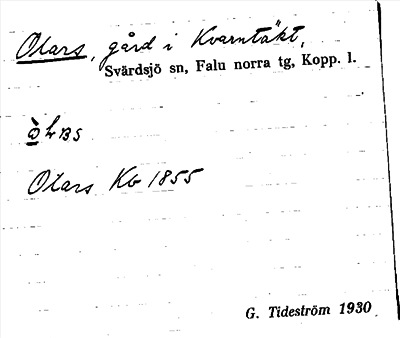 Olars, gård i Kvarntäkt,
Svärdsjö sn, Falu norra tg, Kopp. l.
Olars Kb 1855
G. Tideström 1930